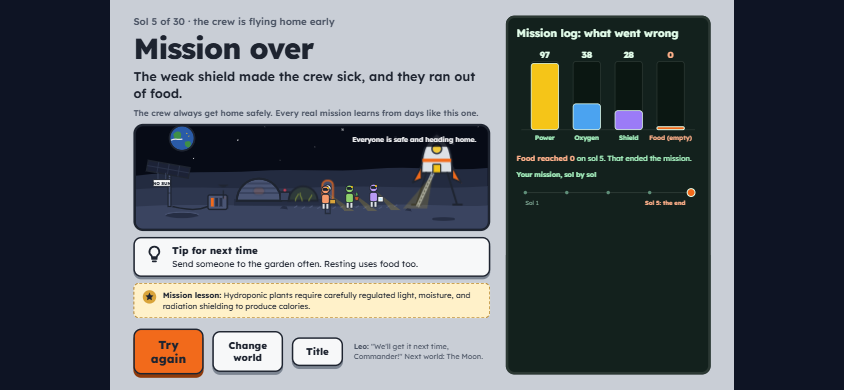 Sol 5 of 30 · the crew is flying home early
Mission over
The weak shield made the crew sick, and they ran out
of food.
The crew always get home safely. Every real mission learns from days like this one.
Everyone is safe and heading home.
NO SUN
Tip for next time
Send someone to the garden often. Resting uses food too.
Mission lesson: Hydroponic plants require carefully regulated light, moisture, and
radiation shielding to produce calories.
Try
again
Change
world
Title
Leo: "We'll get it next time,
Commander!" Next world: The Moon.
Mission log: what went wrong
97 38 28 0
Power Oxygen Shield Food (empty)
Food reached 0 on sol 5. That ended the mission.
Your mission, sol by sol
Sol 1 Sol 5: the end